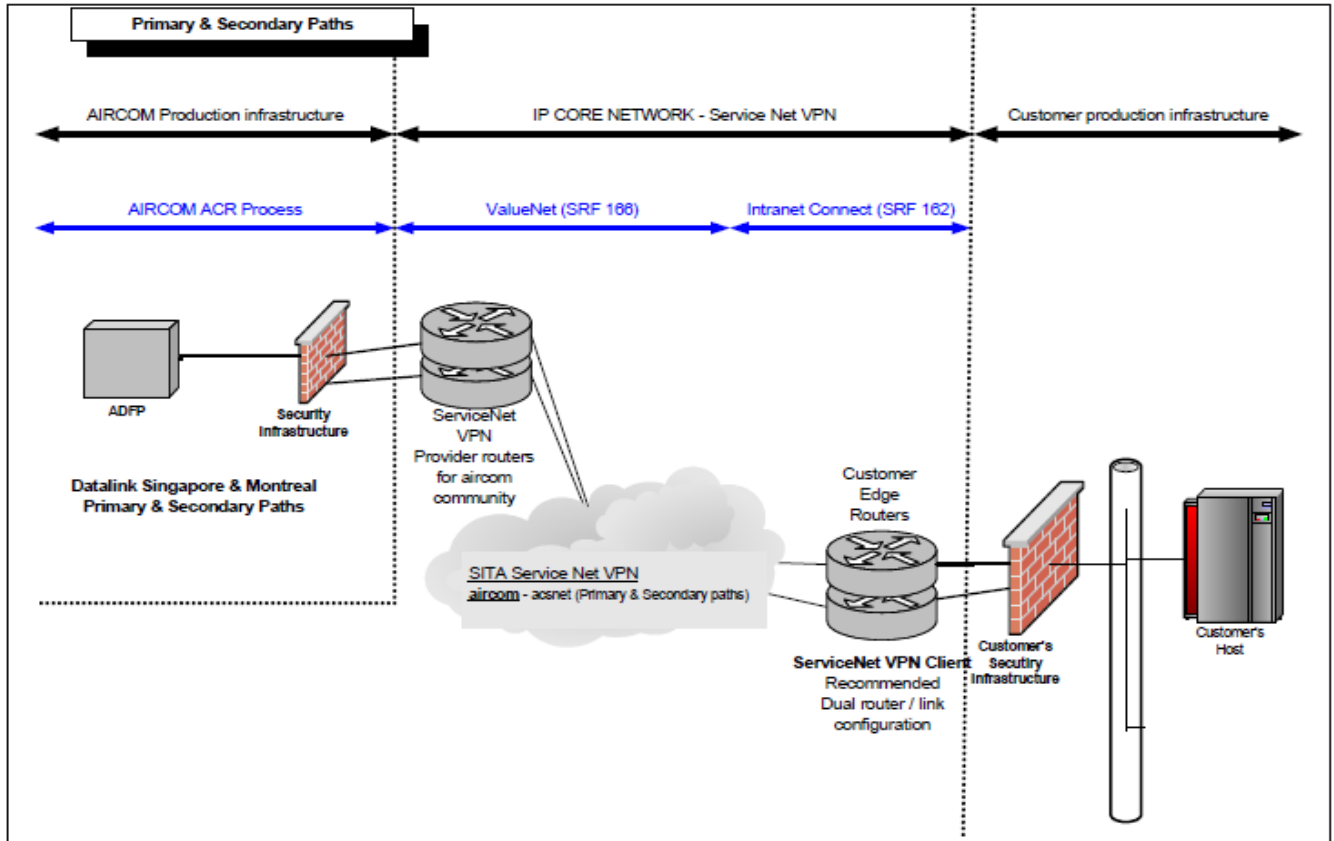 Primary & Secondary Paths
AIRCOM Production infrastructure
IP CORE NETWORK - Service Net VPN
Customer production infrastructure
AIRCOM ACR Process
ValueNet (SRF 166)
Intranet Connect (SRF 162)
ADFP
Security
Infrastructure
ServiceNet
VPN
Provider routers
for aircom
community
Datalink Singapore & Montreal
Primary & Secondary Paths
Customer
Edge
Routers
SITA Service Net VPN
aircom - acsnet (Primary & Secondary paths)
ServiceNet VPN Client
Recommended
Dual router / link
configuration
Customer's
Secutiry
Infrastructure
Customer's
Host